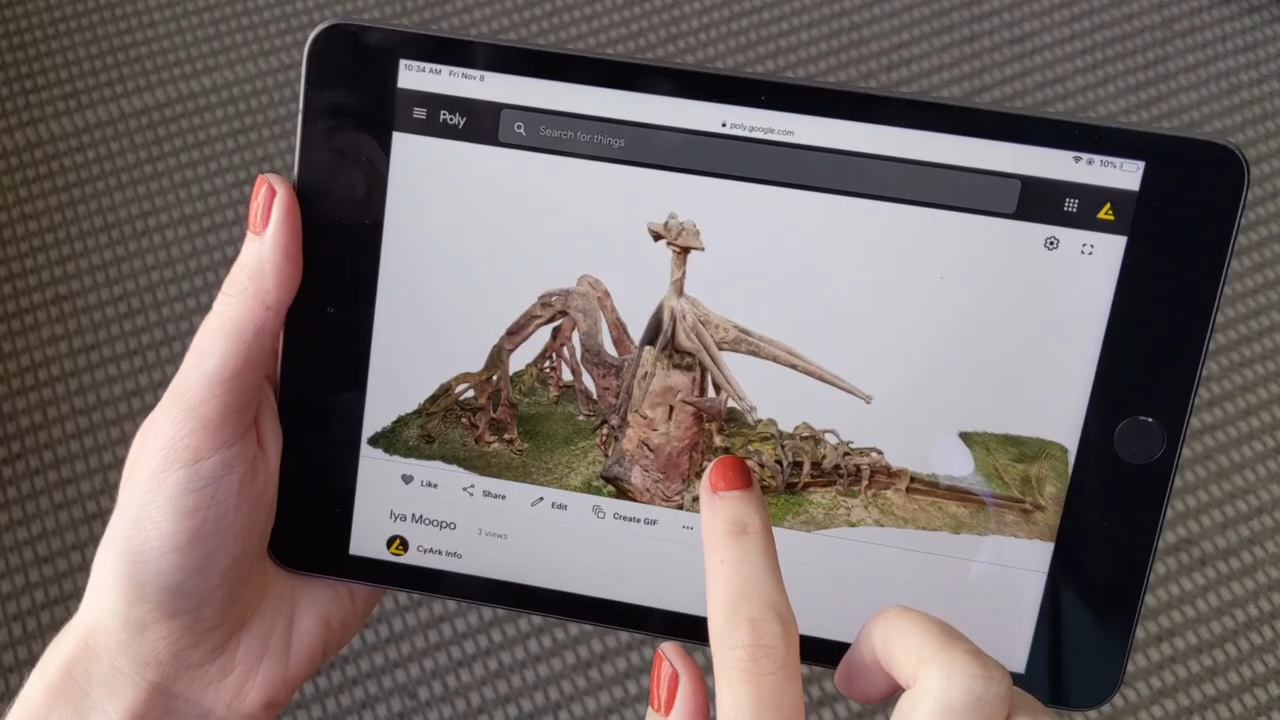 10:34 AM Fri Nov 8
poly.google.com
10%
Poly
Search for things
Like
Share
Edit
Create GIF
Iya Moopo
3 views
CyArk Info